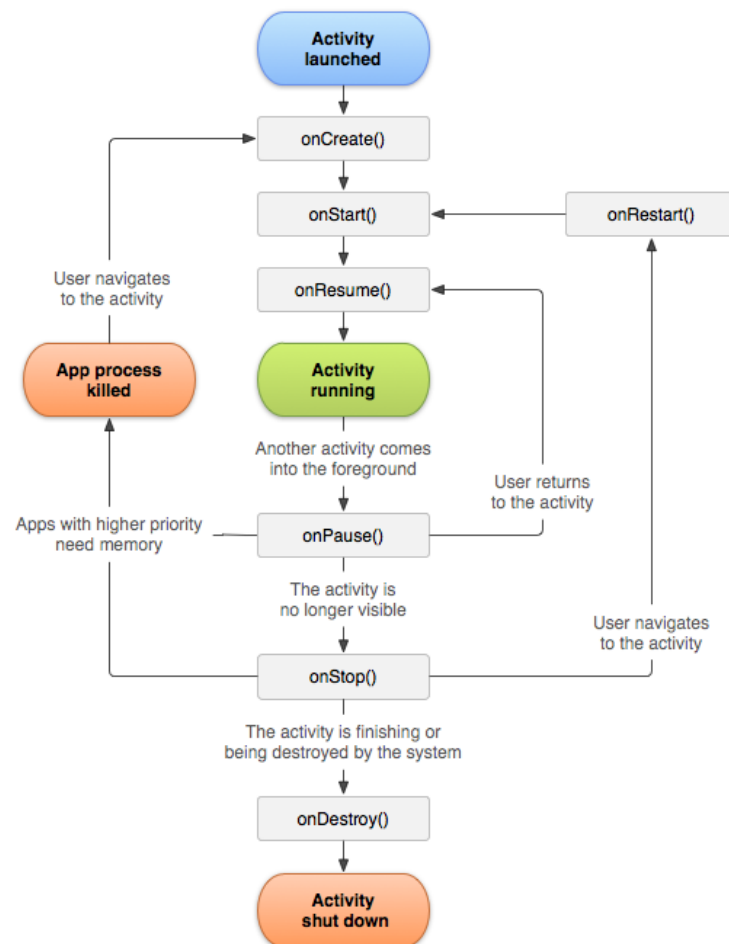 Activity
launched
onCreate()
onStart()
onRestart()
User navigates
to the activity
onResume()
App process
killed
Activity
running
Another activity comes
into the foreground
User returns
to the activity
Apps with higher priority
need memory
onPause()
The activity is
no longer visible
User navigates
to the activity
onStop()
The activity is finishing or
being destroyed by the system
onDestroy()
Activity
shut down